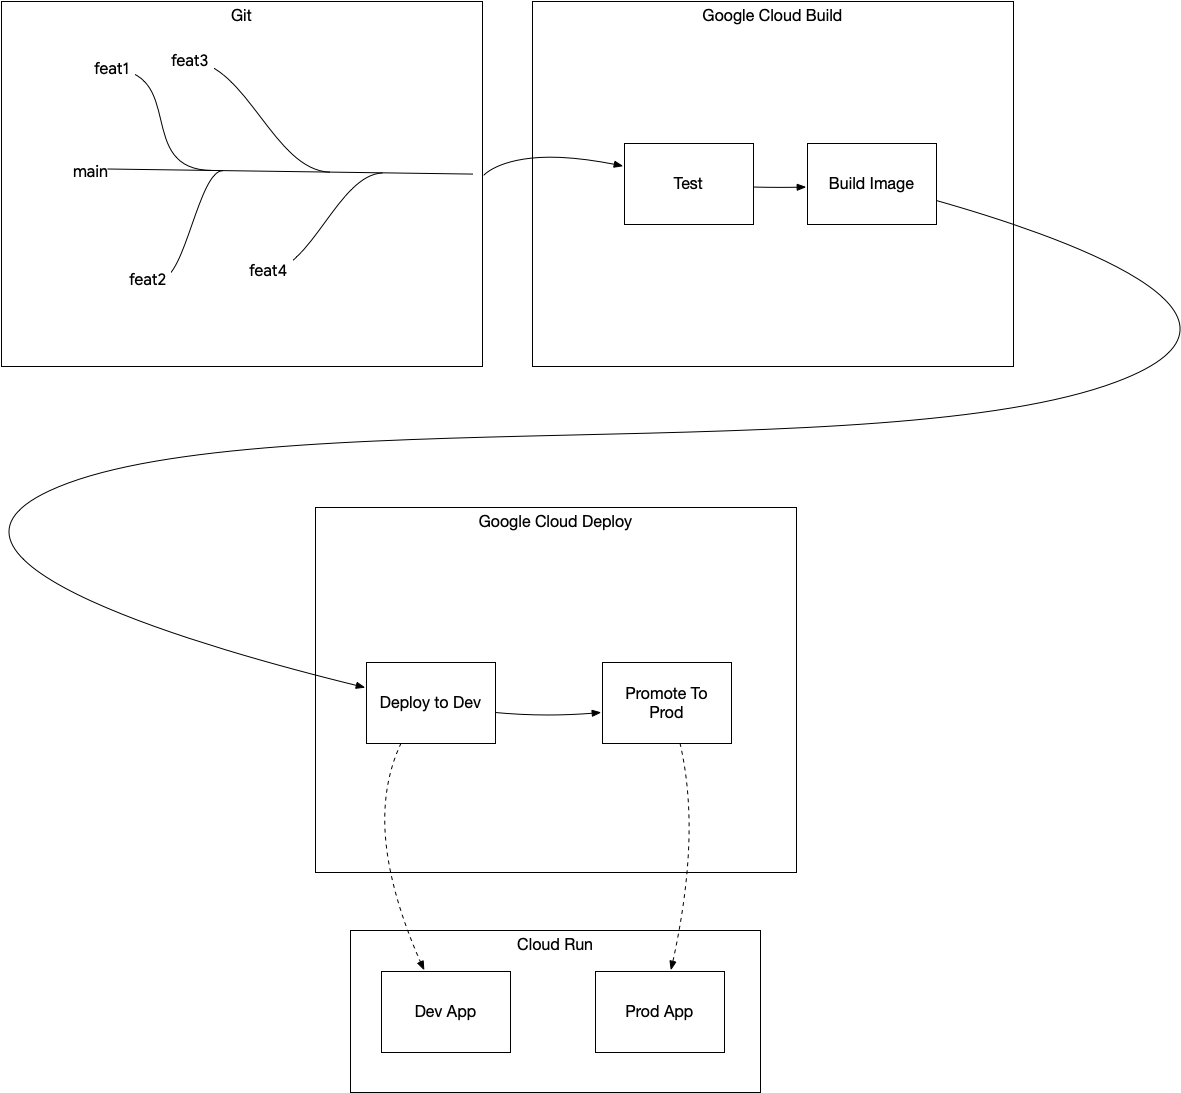 Git
feat1
feat3
main
feat2
feat4
Google Cloud Build
Test
Build Image
Google Cloud Deploy
Deploy to Dev
Promote To
Prod
Cloud Run
Dev App
Prod App